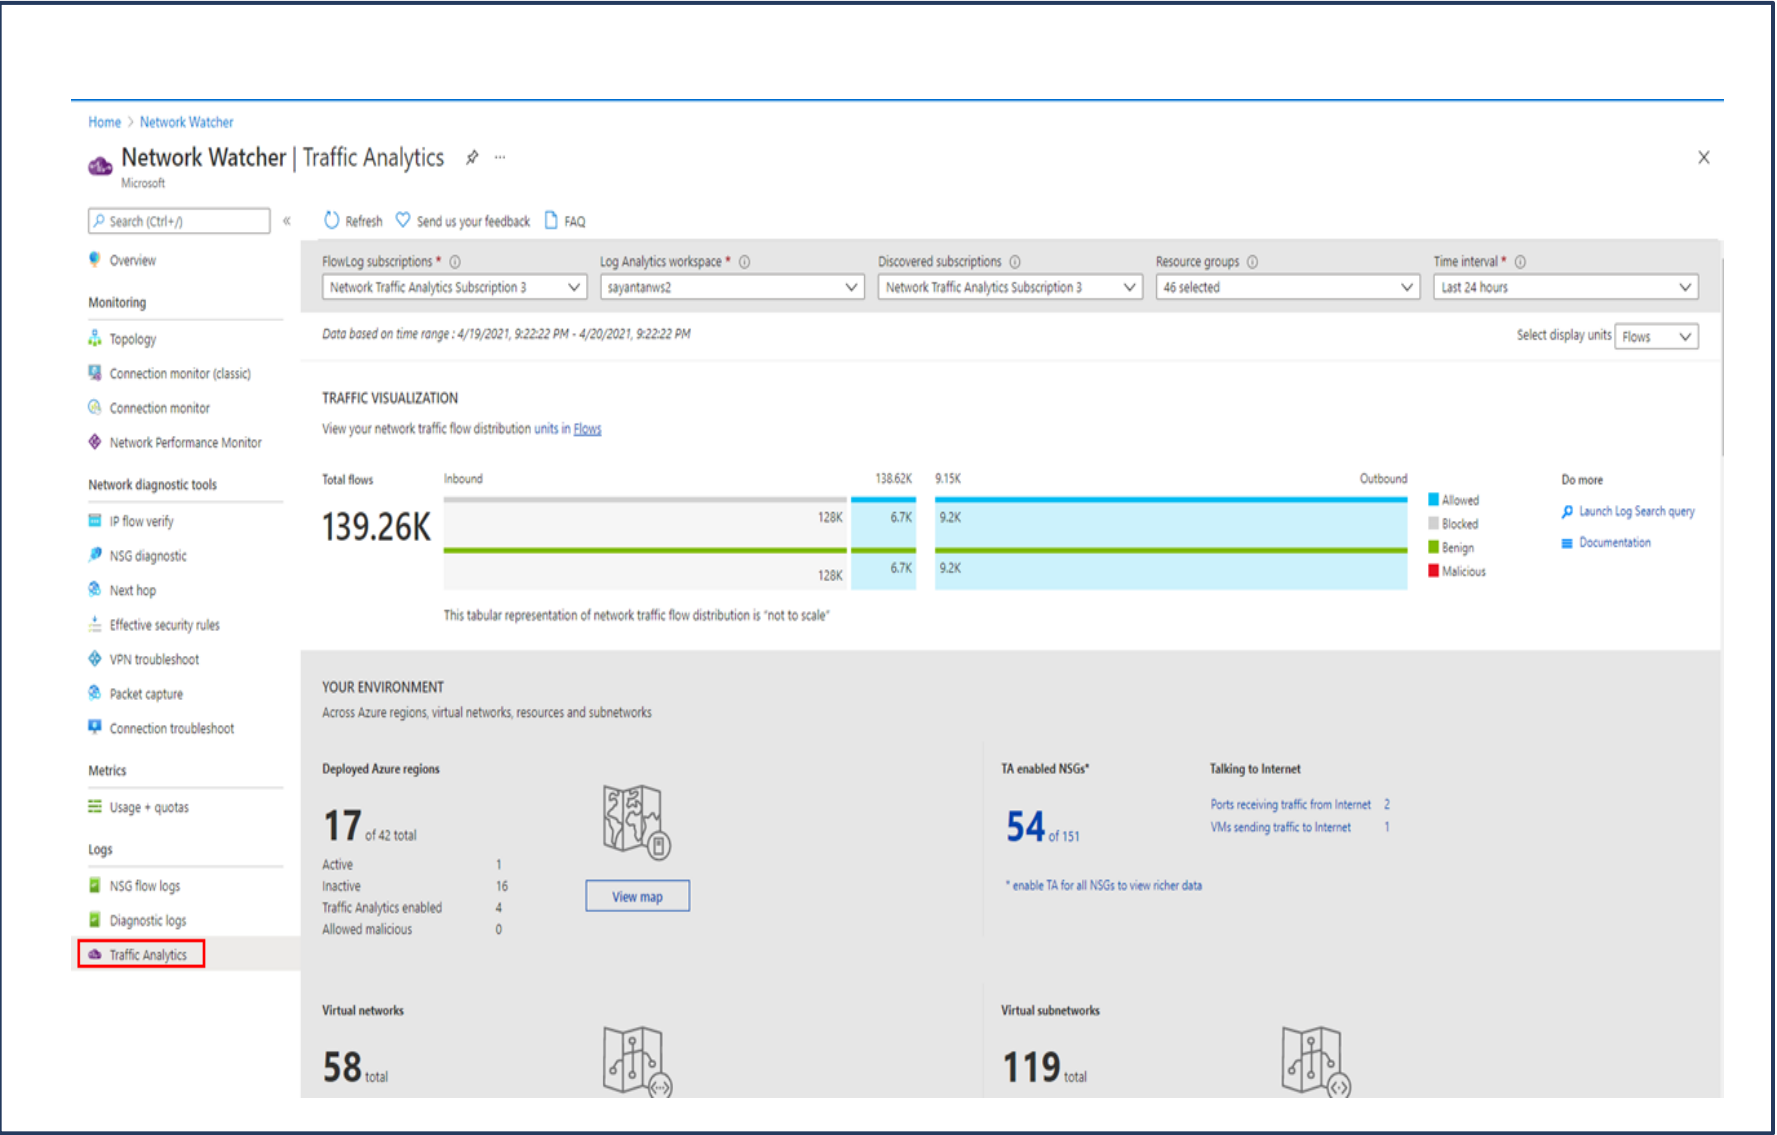 Home > Network Watcher
Network Watcher | Traffic Analytics ...
Microsoft
Search (Ctrl+/) «
Overview
Monitoring
Topology
Connection monitor (classic)
Connection monitor
Network Performance Monitor
Network diagnostic tools
IP flow verify
NSG diagnostic
Next hop
Effective security rules
VPN troubleshoot
Packet capture
Connection troubleshoot
Metrics
Usage + quotas
Logs
NSG flow logs
Diagnostic logs
Traffic Analytics
Refresh Send us your feedback FAQ
FlowLog subscriptions * Log Analytics workspace * Discovered subscriptions Resource groups Time interval *
Network Traffic Analytics Subscription 3 sayantanws2 Network Traffic Analytics Subscription 3 46 selected Last 24 hours
Data based on time range : 4/19/2021, 9:22:22 PM - 4/20/2021, 9:22:22 PM
Select display units Flows
TRAFFIC VISUALIZATION
View your network traffic flow distribution units in Flows
Total flows Inbound 138.62K 9.15K Outbound
139.26K
128K 6.7K 9.2K
128K 6.7K 9.2K
Allowed
Blocked
Benign
Malicious
Do more
Launch Log Search query
Documentation
This tabular representation of network traffic flow distribution is "not to scale"
YOUR ENVIRONMENT
Across Azure regions, virtual networks, resources and subnetworks
Deployed Azure regions
17 of 42 total
Active 1
Inactive 16
Traffic Analytics enabled 4
Allowed malicious 0
View map
TA enabled NSGs*
54 of 151
* enable TA for all NSGs to view richer data
Talking to Internet
Ports receiving traffic from Internet 2
VMs sending traffic to Internet 1
Virtual networks
58 total
Virtual subnetworks
119 total